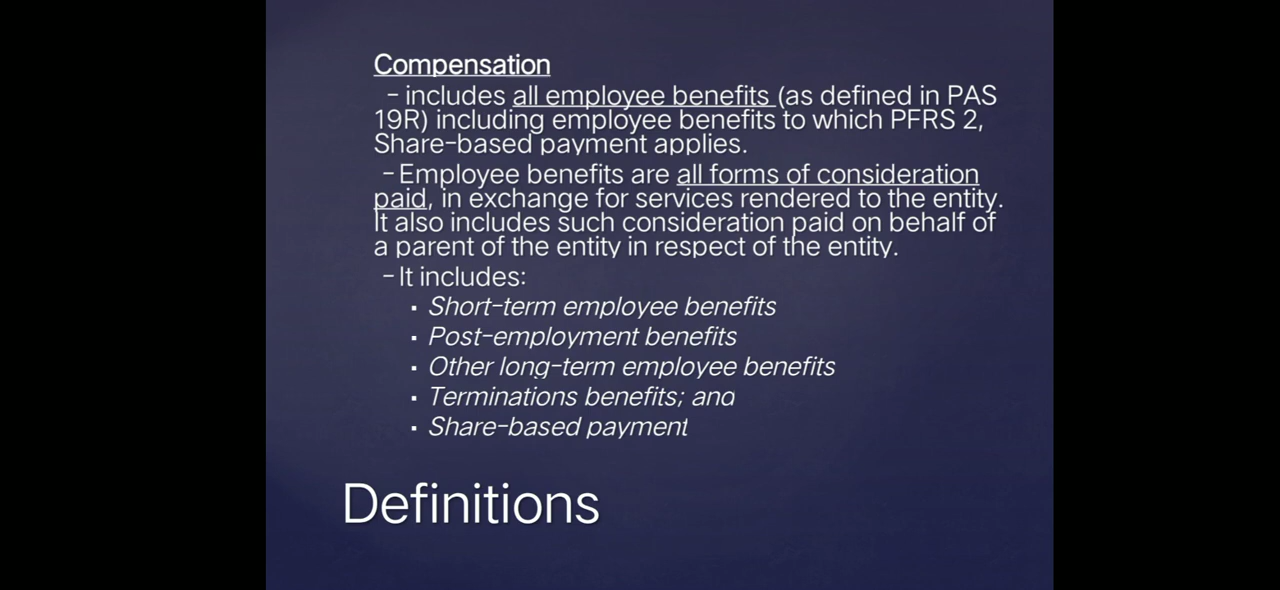 Compensation
– includes all employee benefits (as defined in PAS
19R) including employee benefits to which PFRS 2,
Share-based payment applies.
– Employee benefits are all forms of consideration
paid, in exchange for services rendered to the entity.
It also includes such consideration paid on behalf of
a parent of the entity in respect of the entity.
– It includes:
▪ Short-term employee benefits
▪ Post-employment benefits
▪ Other long-term employee benefits
▪ Terminations benefits; and
▪ Share-based payment
Definitions